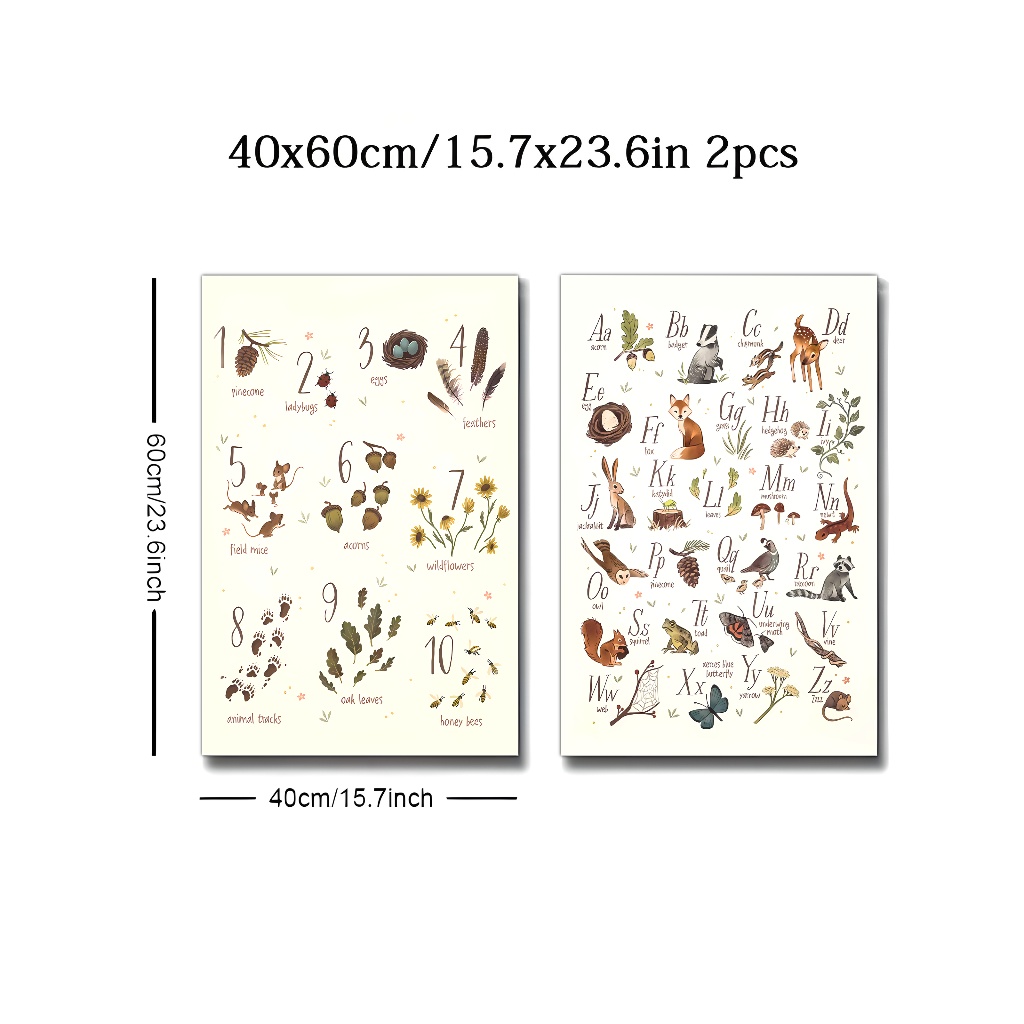 40x60cm/15.7x23.6in 2pcs
60cm/23.6inch
1
pinecone
2
ladybugs
3
eggs
4
feathers
5
field mice
6
acorns
7
wildflowers
8
animal tracks
9
oak leaves
10
honey bees
40cm/15.7inch
Aa
acorn
Bb
badger
Cc
chipmunk
Dd
deer
Ee
egg
Ff
fox
Gg
grass
Hh
hedgehog
Ii
Jj
jackrabbit
Kk
katydid
Ll
leaves
Mm
mushroom
Nn
newt
Oo
owl
Pp
pinecone
Qq
quail
Rr
raccoon
Ss
squirrel
Tt
toad
Uu
underwing
moth
Vv
vine
Ww
web
Xx
xerces blue
butterfly
Yy
yarrow
Zz